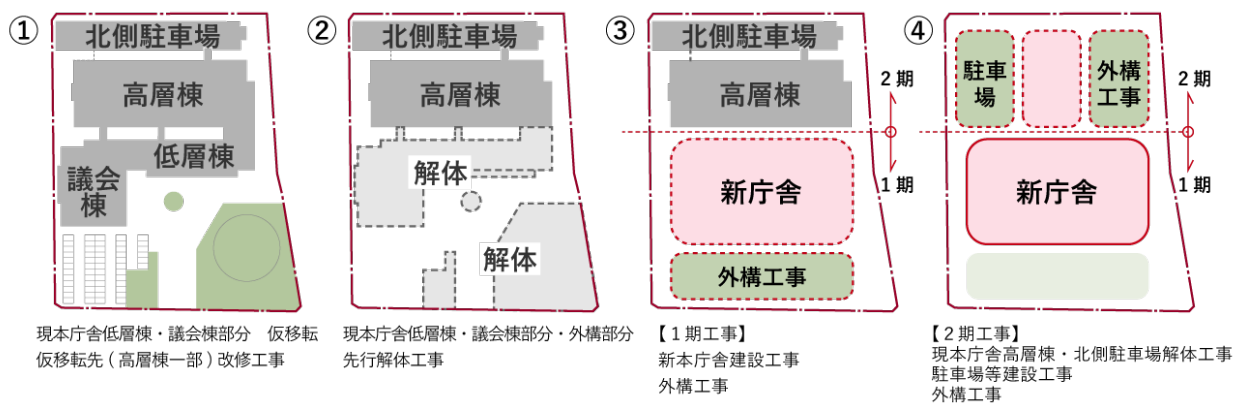 ①
北側駐車場
高層棟
低層棟
議会
棟
現本庁舎低層棟・議会棟部分　仮移転
仮移転先(高層棟一部)改修工事
②
北側駐車場
高層棟
解体
解体
現本庁舎低層棟・議会棟部分・外構部分
先行解体工事
③
北側駐車場
高層棟
2期
1期
新庁舎
外構工事
【1期工事】
新本庁舎建設工事
外構工事
④
駐車
場
外構
工事
2期
1期
新庁舎
【2期工事】
現本庁舎高層棟・北側駐車場解体工事
駐車場等建設工事
外構工事